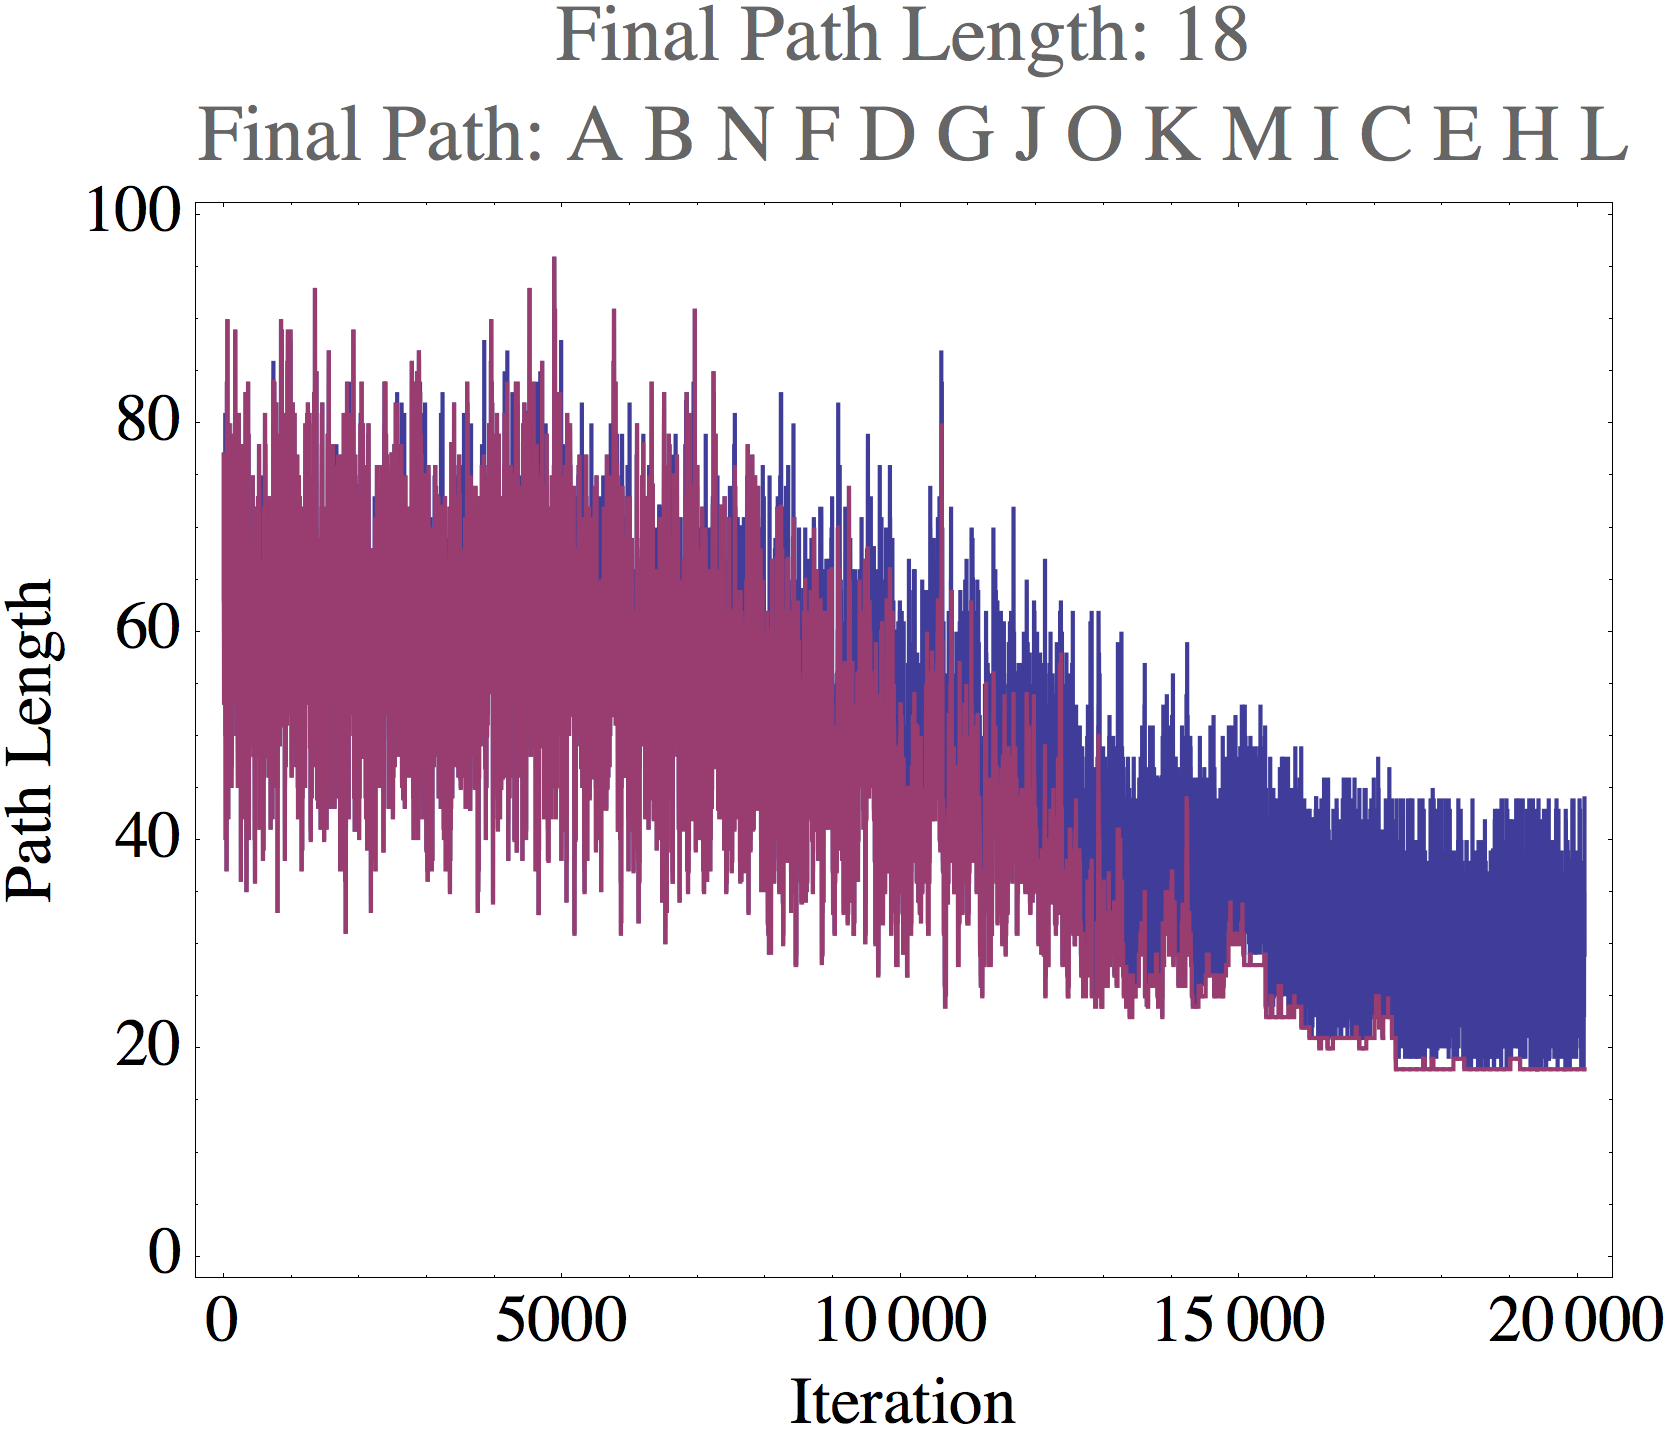 Final Path Length: 18
Final Path: A B N F D G J O K M I C E H L
100
80
60
40
20
0
Path Length
0 5000 10 000 15 000 20 000
Iteration